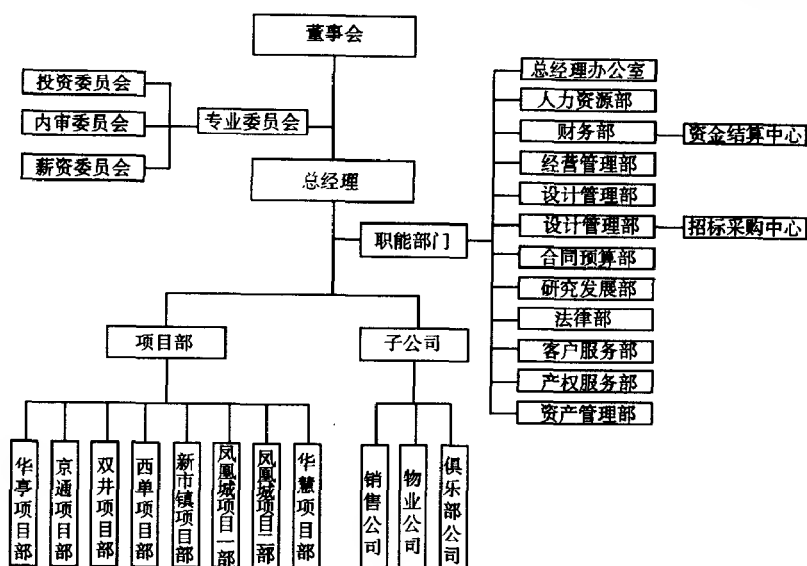 董事会
投资委员会
内审委员会
薪资委员会
专业委员会
总经理
职能部门
总经理办公室
人力资源部
财务部
资金结算中心
经营管理部
设计管理部
设计管理部
招标采购中心
合同预算部
研究发展部
法律部
客户服务部
产权服务部
资产管理部
项目部
子公司
华亭项目部
京通项目部
双井项目部
西单项目部
新市镇项目部
凤凰城项目一部
凤凰城项目二部
华慧项目部
销售公司
物业公司
俱乐部公司